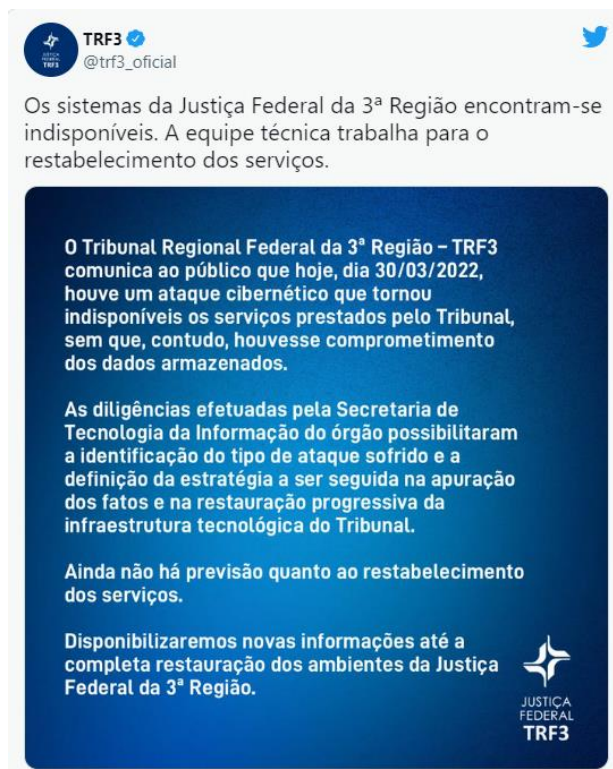 TRF3
@trf3_oficial
Os sistemas da Justiça Federal da 3ª Região encontram-se
indisponíveis. A equipe técnica trabalha para o
restabelecimento dos serviços.
O Tribunal Regional Federal da 3ª Região – TRF3
comunica ao público que hoje, dia 30/03/2022,
houve um ataque cibernético que tornou
indisponíveis os serviços prestados pelo Tribunal,
sem que, contudo, houvesse comprometimento
dos dados armazenados.
As diligências efetuadas pela Secretaria de
Tecnologia da Informação do órgão possibilitaram
a identificação do tipo de ataque sofrido e a
definição da estratégia a ser seguida na apuração
dos fatos e na restauração progressiva da
infraestrutura tecnológica do Tribunal.
Ainda não há previsão quanto ao restabelecimento
dos serviços.
Disponibilizaremos novas informações até a
completa restauração dos ambientes da Justiça
Federal da 3ª Região.
JUSTIÇA
FEDERAL
TRF3
JUSTIÇA
FEDERAL
TRF3